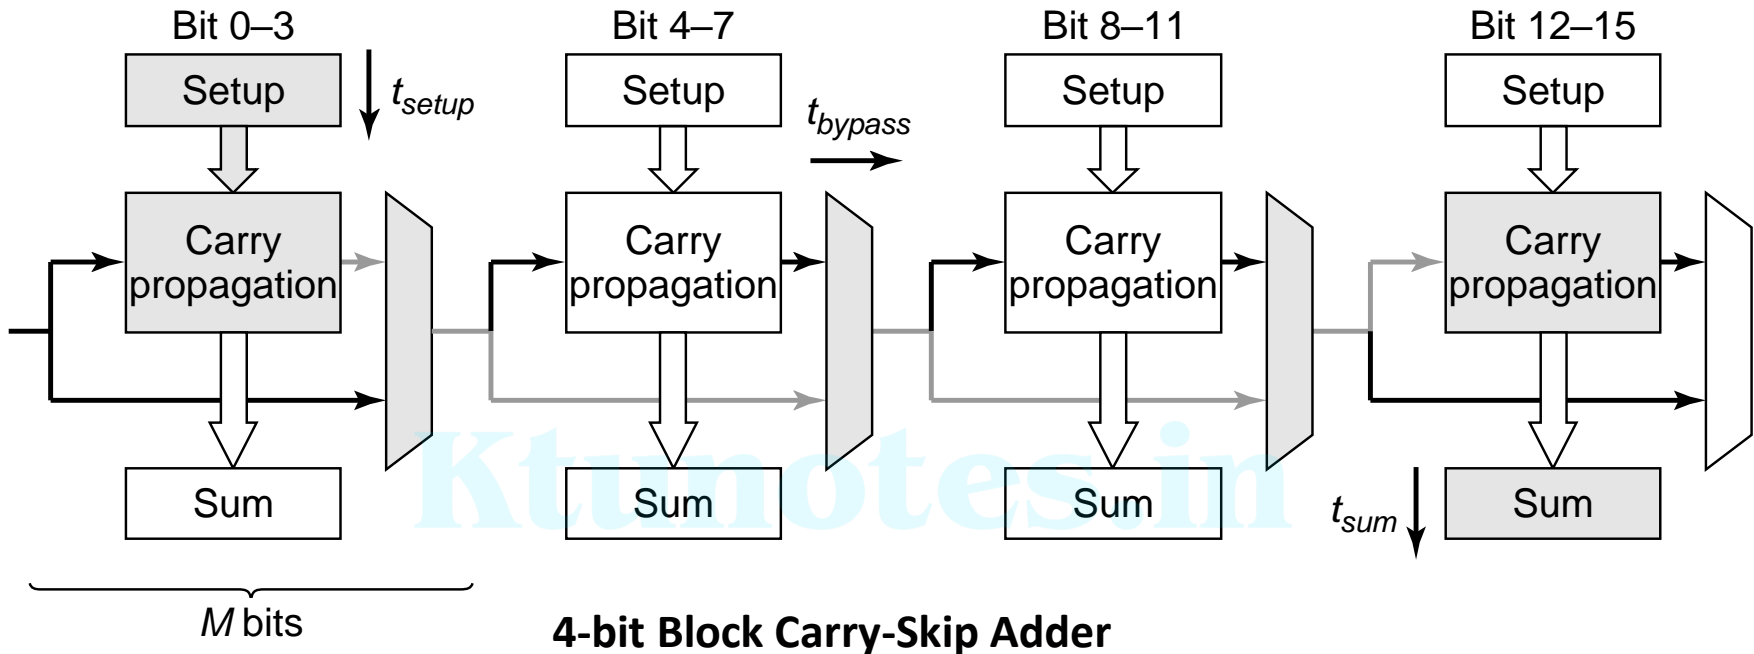 Bit 0–3
Bit 4–7
Bit 8–11
Bit 12–15
Setup
t_setup
Setup
t_bypass
Setup
Setup
Carry
propagation
Carry
propagation
Carry
propagation
Carry
propagation
Ktunotes.in
Sum
Sum
Sum
t_sum
Sum
M bits
4-bit Block Carry-Skip Adder